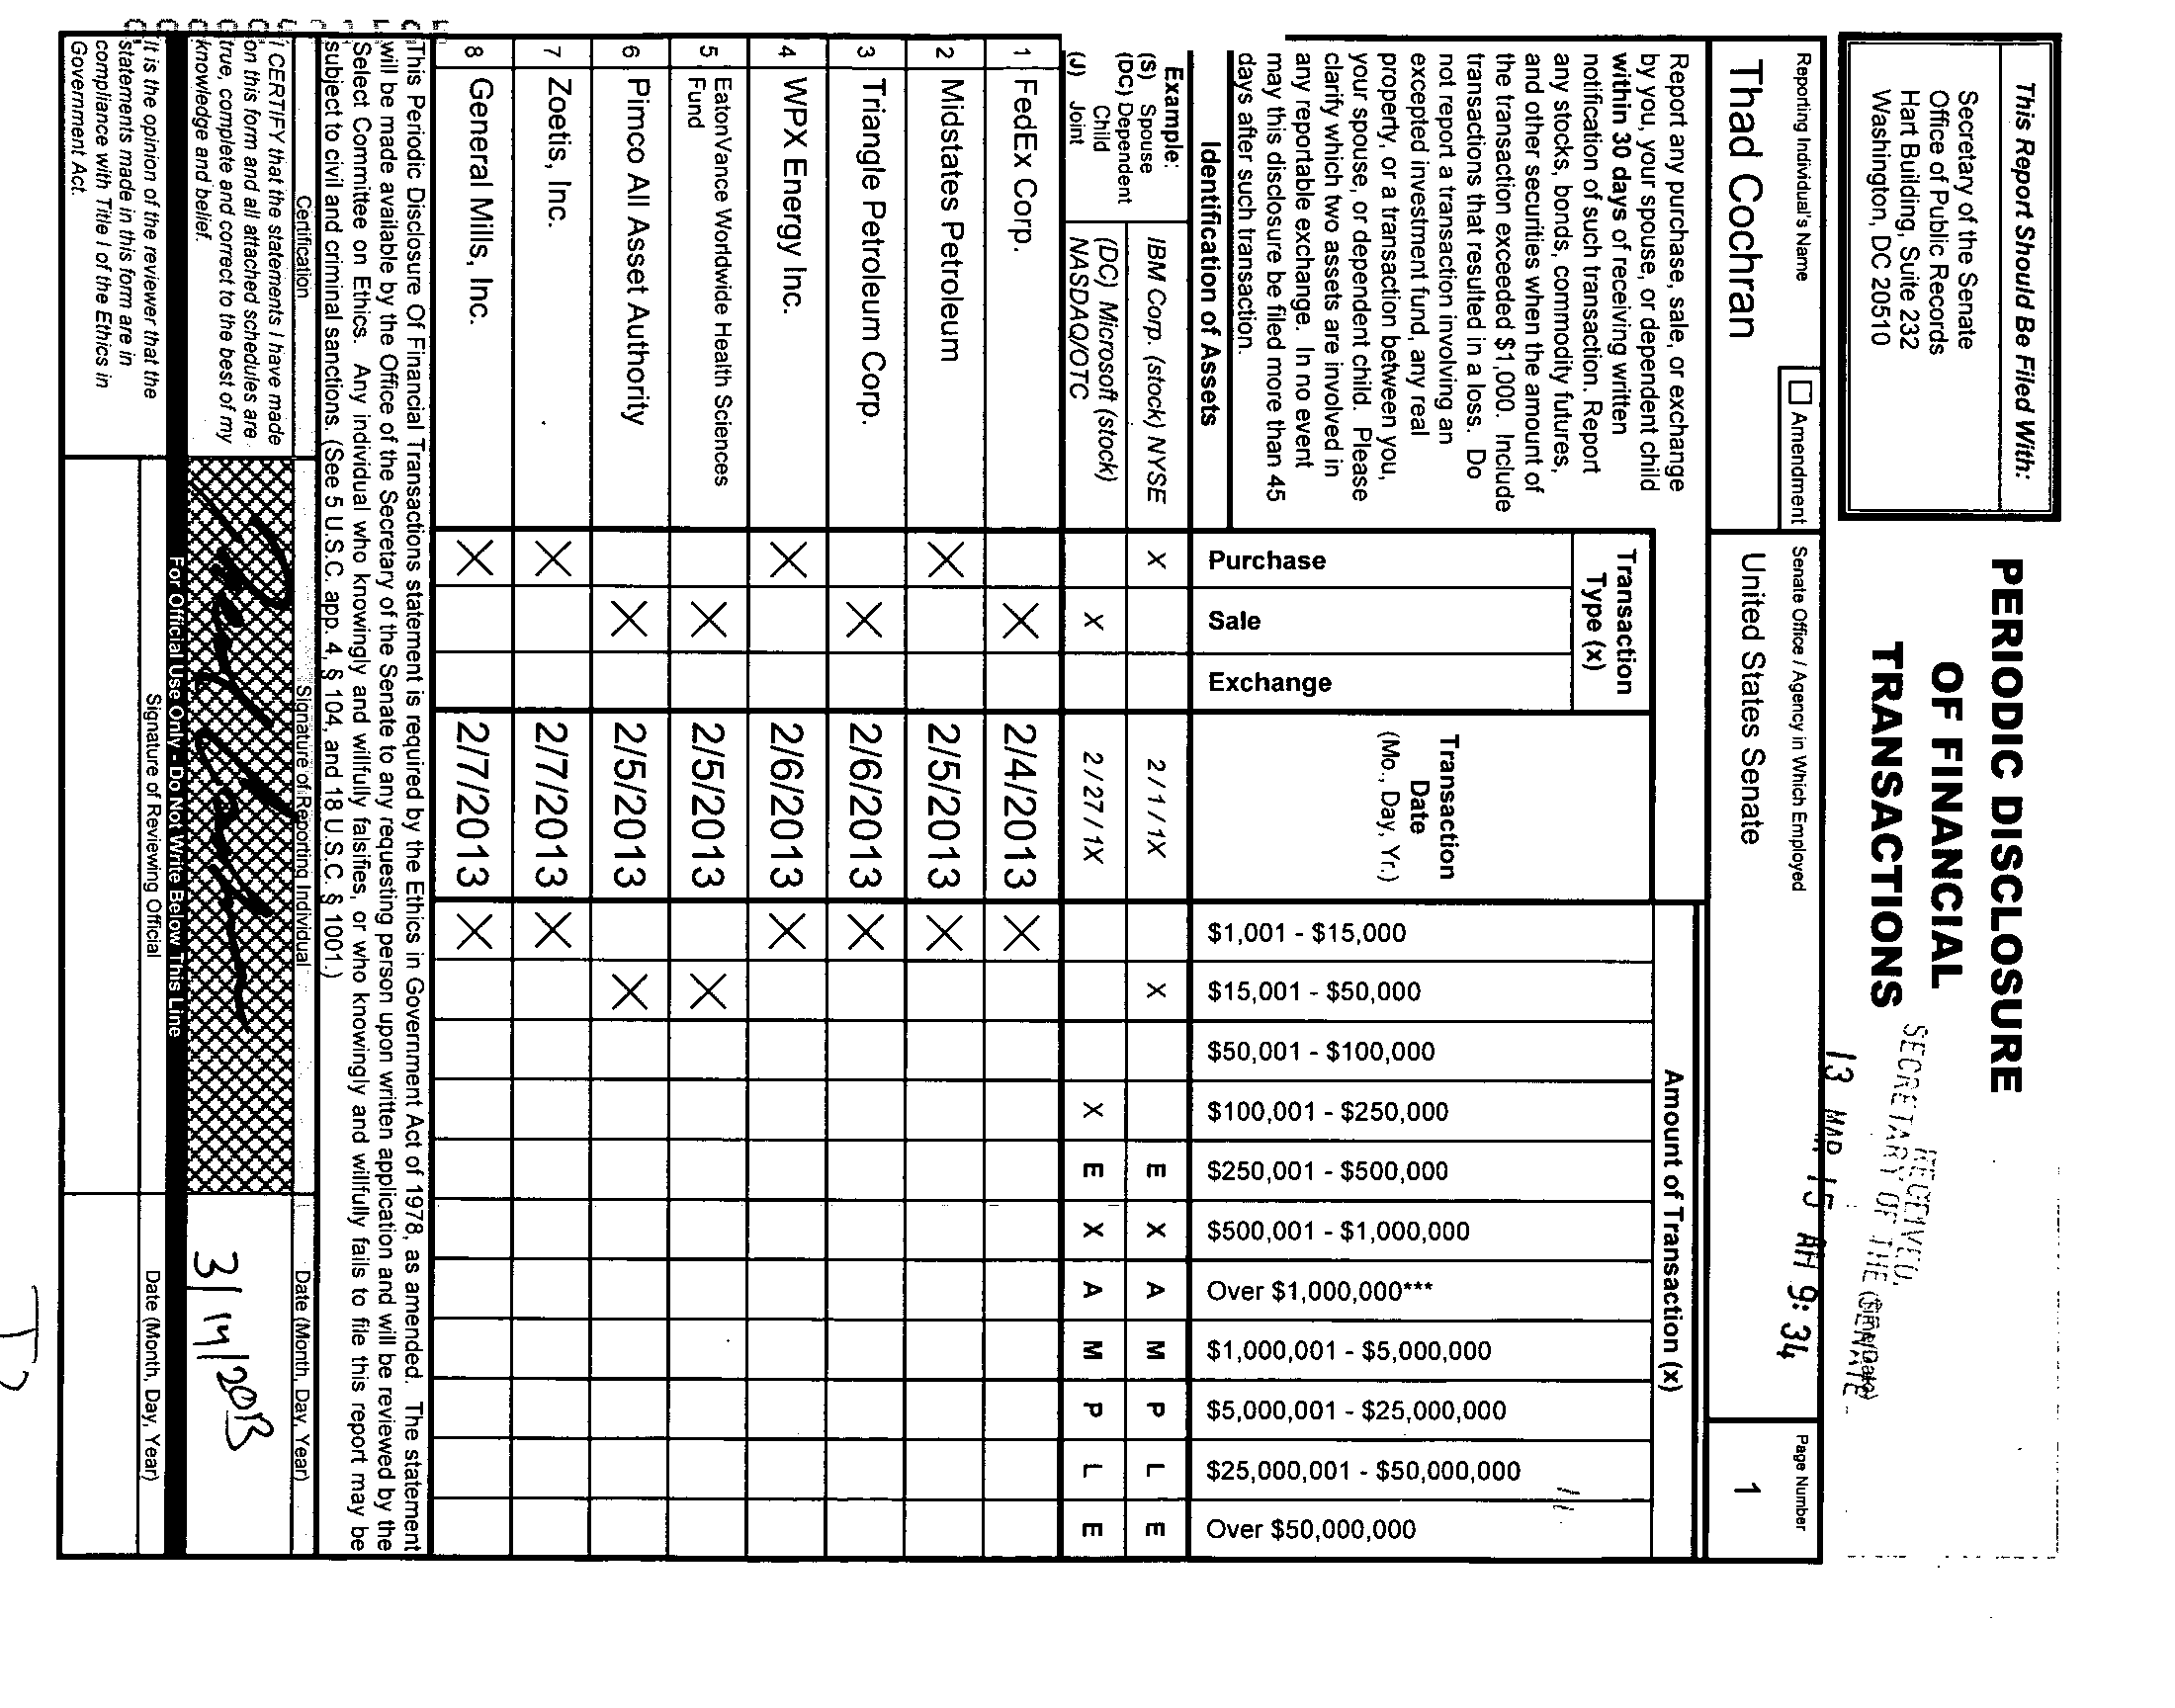 This Report Should Be Filed With:
Secretary of the Senate
Office of Public Records
Hart Building, Suite 232
Washington, DC 20510
PERIODIC DISCLOSURE
OF FINANCIAL
TRANSACTIONS
RECEIVED
SECRETARY OF THE SENATE
13 MAR 15 AM 9:34
Reporting Individual's Name
Thad Cochran
Amendment
Senate Office / Agency in Which Employed
United States Senate
Page Number
1
Report any purchase, sale, or exchange
by you, your spouse, or dependent child
within 30 days of receiving written
notification of such transaction. Report
any stocks, bonds, commodity futures,
and other securities when the amount of
the transaction exceeded $1,000. Include
transactions that resulted in a loss. Do
not report a transaction involving an
excepted investment fund, any real
property, or a transaction between you,
your spouse, or dependent child. Please
clarify which two assets are involved in
any reportable exchange. In no event
may this disclosure be filed more than 45
days after such transaction.
Identification of Assets
Transaction
Type (x)
Purchase
Sale
Exchange
Transaction
Date
(Mo., Day, Yr.)
Amount of Transaction (x)
$1,001 - $15,000
$15,001 - $50,000
$50,001 - $100,000
$100,001 - $250,000
$250,001 - $500,000
$500,001 - $1,000,000
Over $1,000,000***
$1,000,001 - $5,000,000
$5,000,001 - $25,000,000
$25,000,001 - $50,000,000
Over $50,000,000
Example:
(S) Spouse
(DC) Dependent
Child
(J) Joint
IBM Corp. (stock) NYSE X 2 / 1 / 1X X E X A M P L E
(DC) Microsoft (stock)
NASDAQ/OTC X 2 / 27 / 1X X E X A M P L E
1 FedEx Corp. X 2/4/2013 X
2 Midstates Petroleum X 2/5/2013 X
3 Triangle Petroleum Corp. X 2/6/2013 X
4 WPX Energy Inc. X 2/6/2013 X
5 EatonVance Worldwide Health Sciences
Fund X 2/5/2013 X
6 Pimco All Asset Authority X 2/5/2013 X
7 Zoetis, Inc. X 2/7/2013 X
8 General Mills, Inc. X 2/7/2013 X
This Periodic Disclosure Of Financial Transactions statement is required by the Ethics in Government Act of 1978, as amended. The statement
will be made available by the Office of the Secretary of the Senate to any requesting person upon written application and will be reviewed by the
Select Committee on Ethics. Any individual who knowingly and willfully falsifies, or who knowingly and willfully fails to file this report may be
subject to civil and criminal sanctions. (See 5 U.S.C. app. 4, § 104, and 18 U.S.C. § 1001.)
Certification
Signature of Reporting Individual
Date (Month, Day, Year)
I CERTIFY that the statements I have made
on this form and all attached schedules are
true, complete and correct to the best of my
knowledge and belief.
3/14/2013
For Official Use Only - Do Not Write Below This Line
It is the opinion of the reviewer that the
statements made in this form are in
compliance with Title I of the Ethics in
Government Act.
Signature of Reviewing Official
Date (Month, Day, Year)